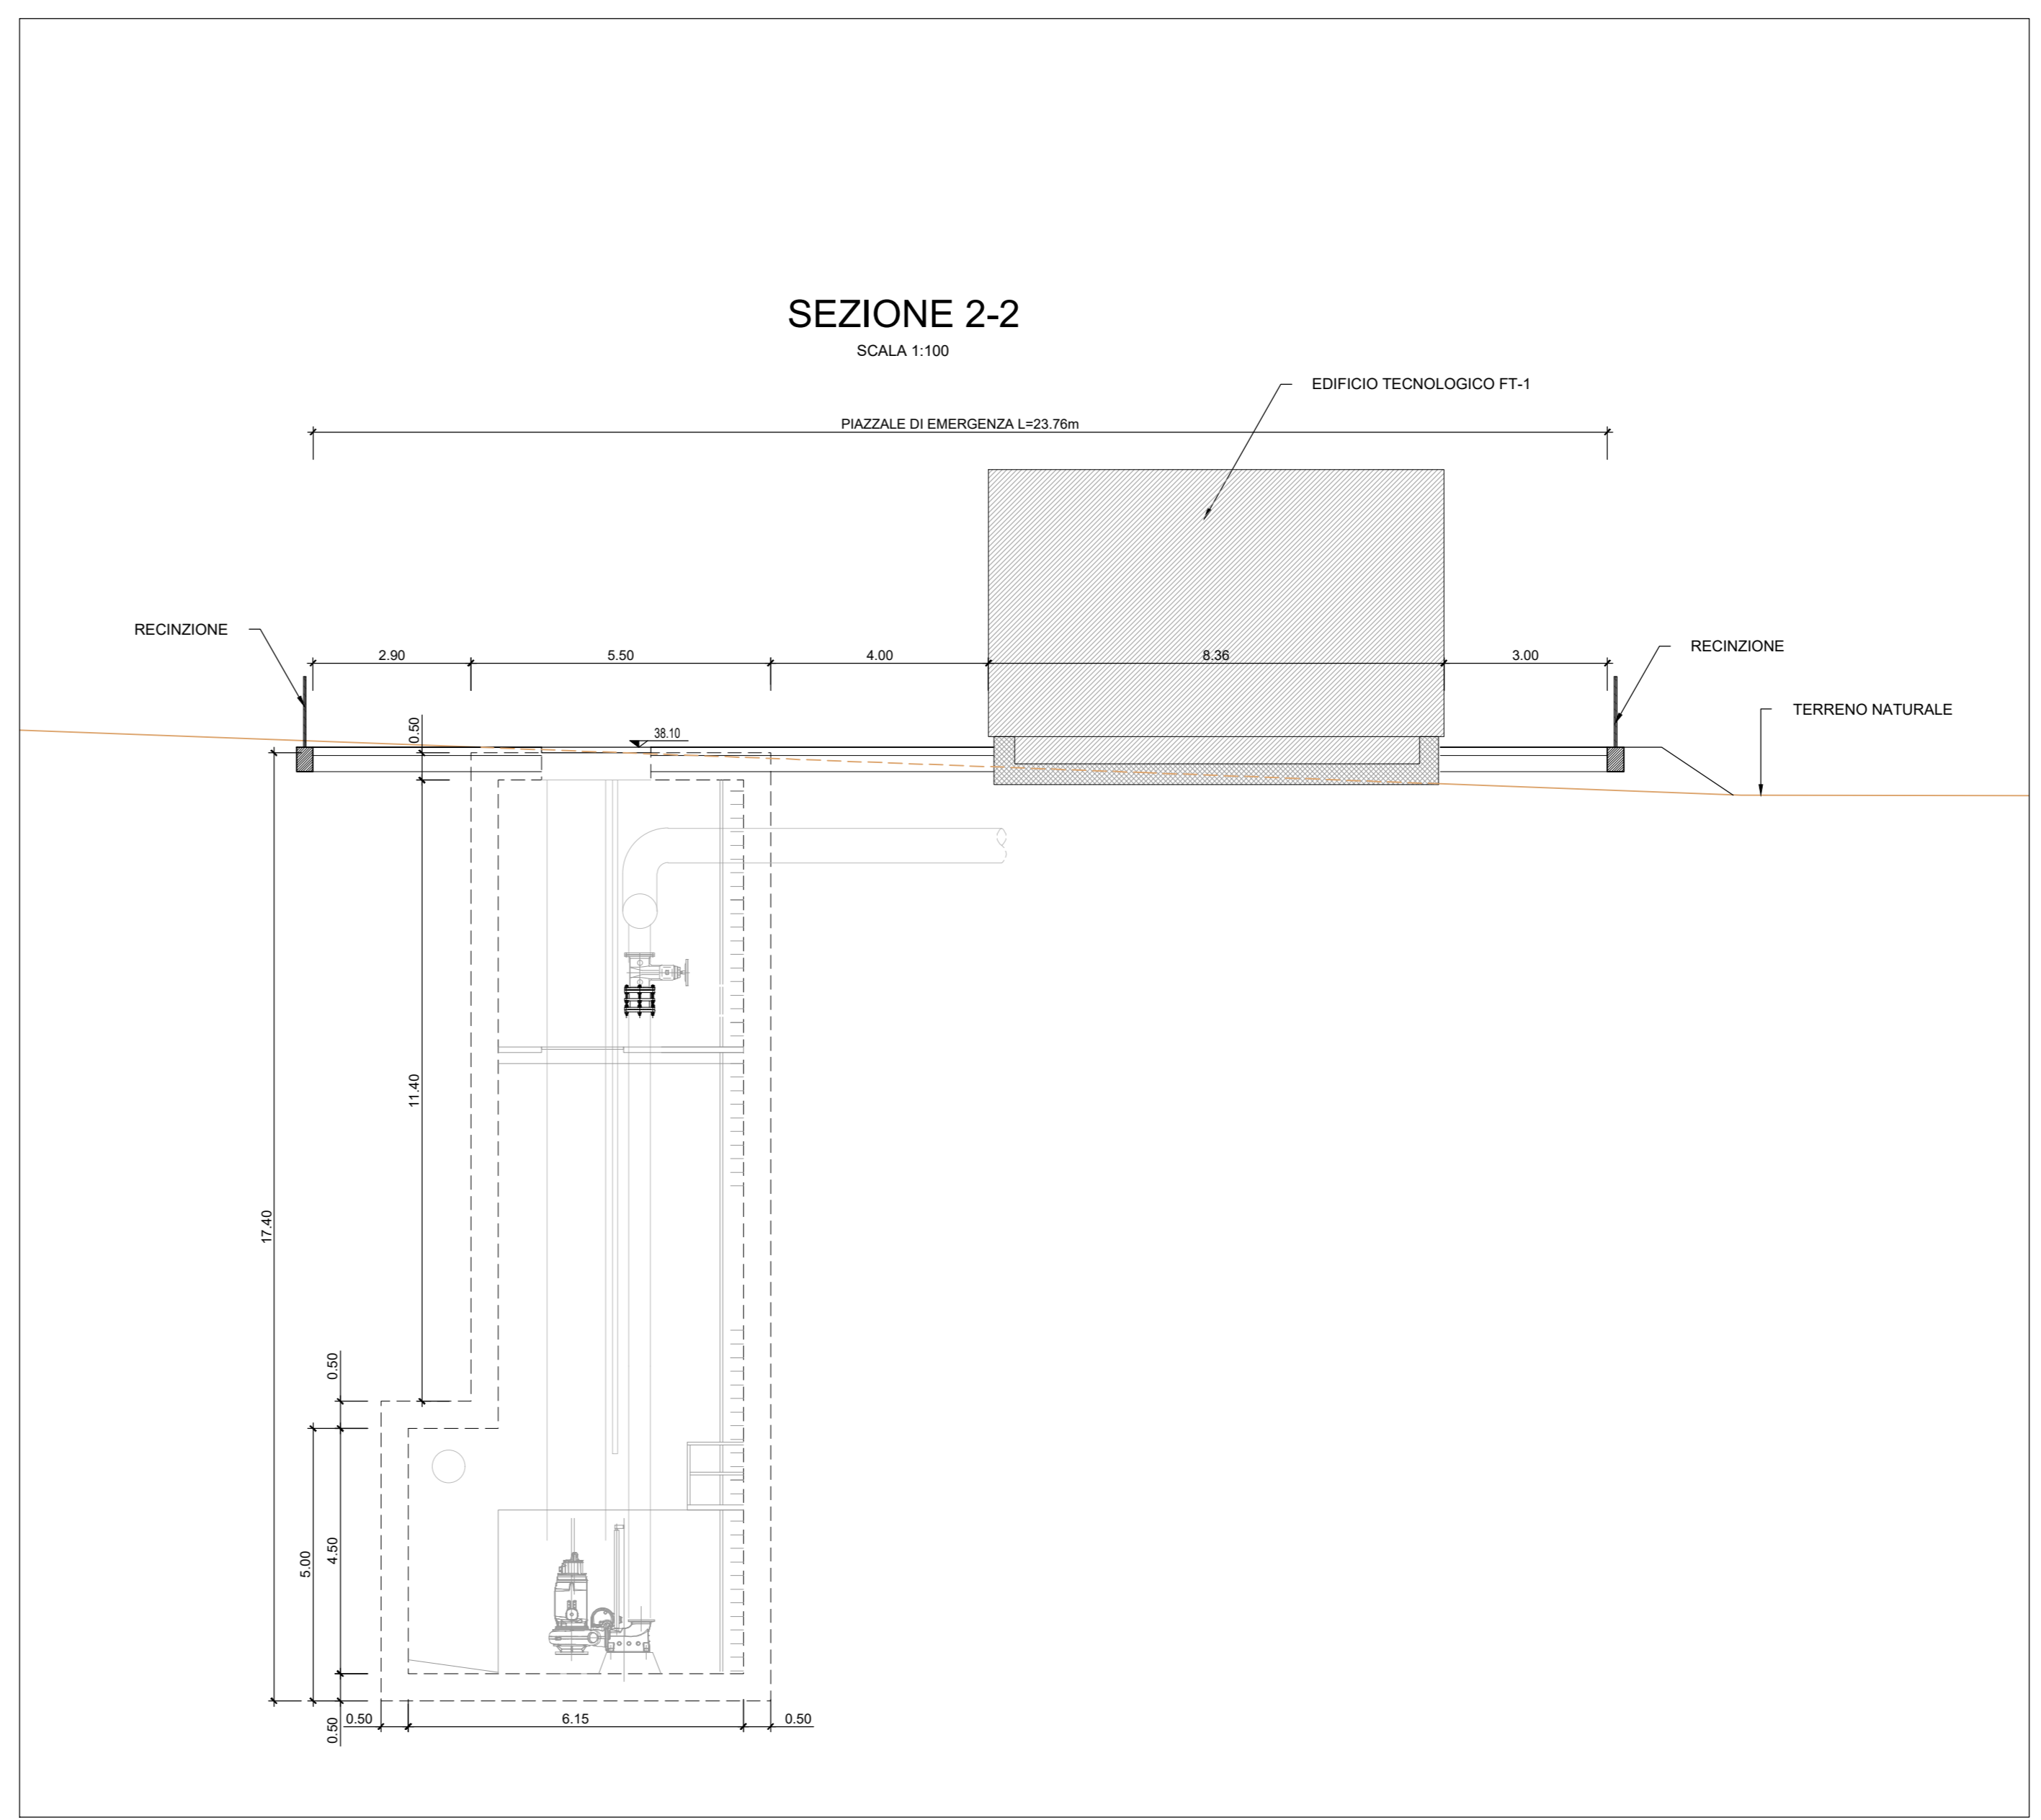 SEZIONE 2-2
SCALA 1:100
EDIFICIO TECNOLOGICO FT-1
PIAZZALE DI EMERGENZA L=23.76m
RECINZIONE
RECINZIONE
2.90
5.50
4.00
8.36
3.00
TERRENO NATURALE
0.50
38.10
11.40
17.40
0.50
4.50
5.00
0.50
0.50
6.15
0.50